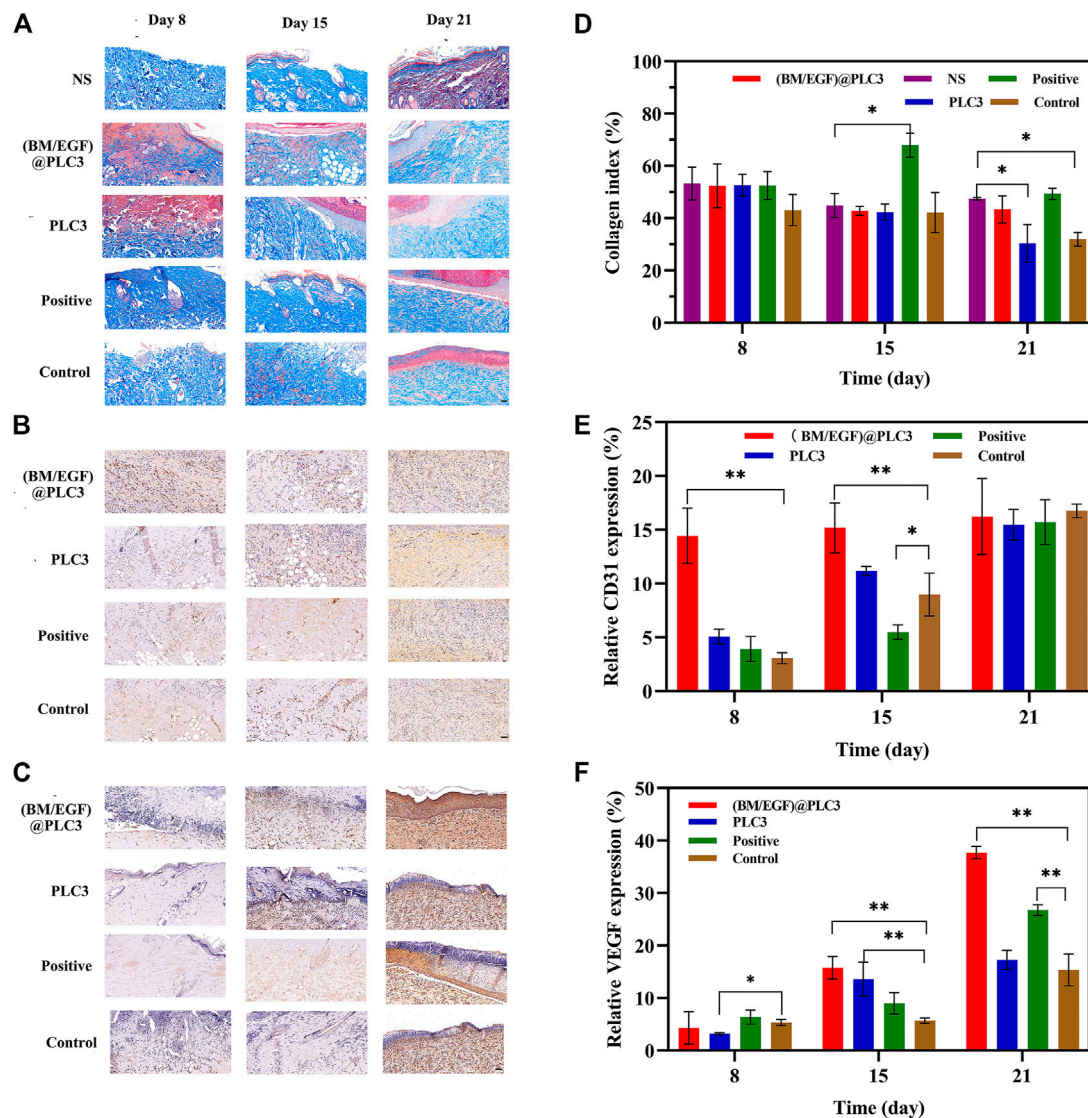 A
Day 8
Day 15
Day 21
NS
(BM/EGF)
@PLC3
PLC3
Positive
Control
B
(BM/EGF)
@PLC3
PLC3
Positive
Control
C
(BM/EGF)
@PLC3
PLC3
Positive
Control
D
Collagen index (%)
100
80
60
40
20
0
(BM/EGF)@PLC3
NS
Positive
PLC3
Control
*
*
*
8
15
21
Time (day)
E
Relative CD31 expression (%)
25
20
15
10
5
0
( BM/EGF)@PLC3
Positive
PLC3
Control
**
**
*
8
15
21
Time (day)
F
Relative VEGF expression (%)
50
40
30
20
10
0
(BM/EGF)@PLC3
PLC3
Positive
Control
*
**
**
**
**
8
15
21
Time (day)